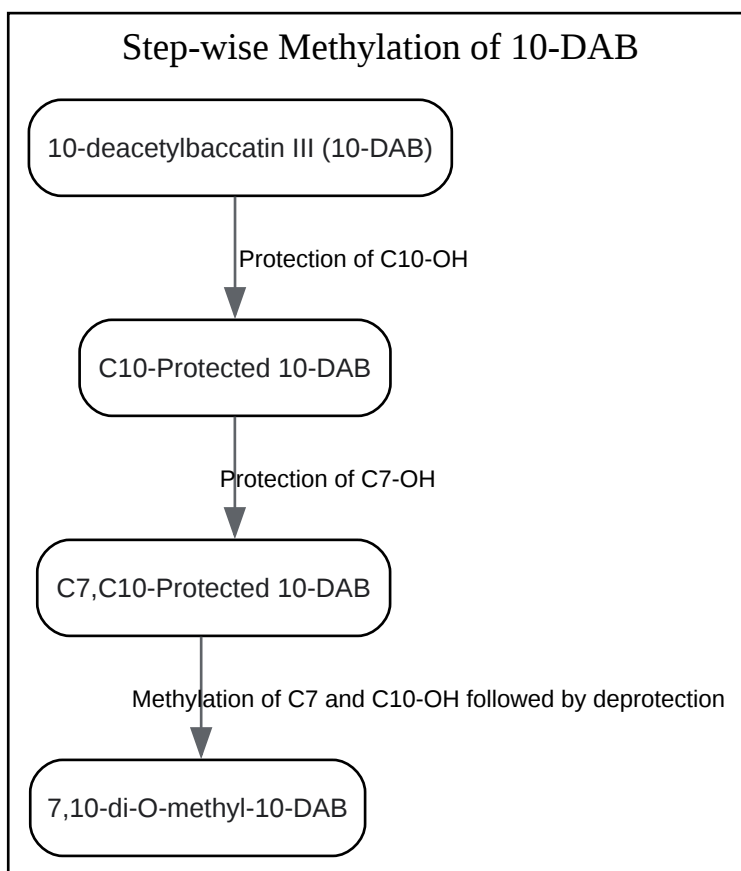 Step-wise Methylation of 10-DAB
10-deacetylbaccatin III (10-DAB)
Protection of C10-OH
C10-Protected 10-DAB
Protection of C7-OH
C7,C10-Protected 10-DAB
Methylation of C7 and C10-OH followed by deprotection
7,10-di-O-methyl-10-DAB